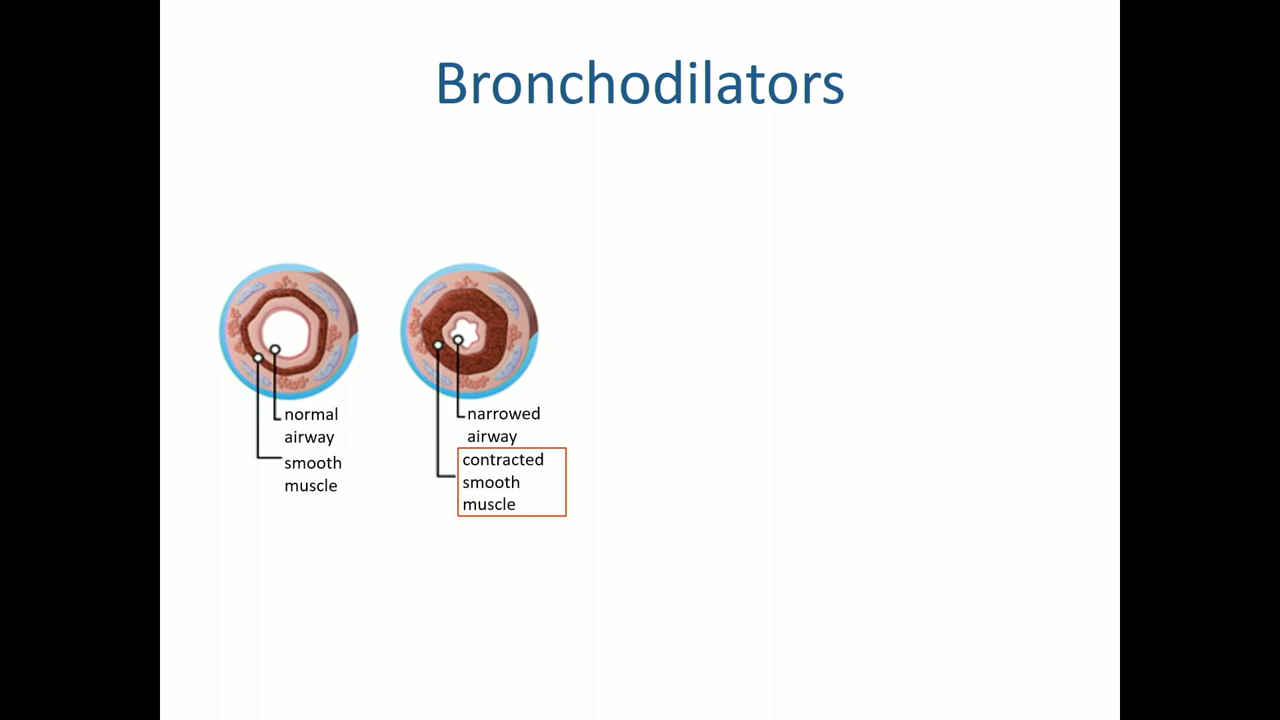 Bronchodilators
normal
airway
smooth
muscle
narrowed
airway
contracted
smooth
muscle